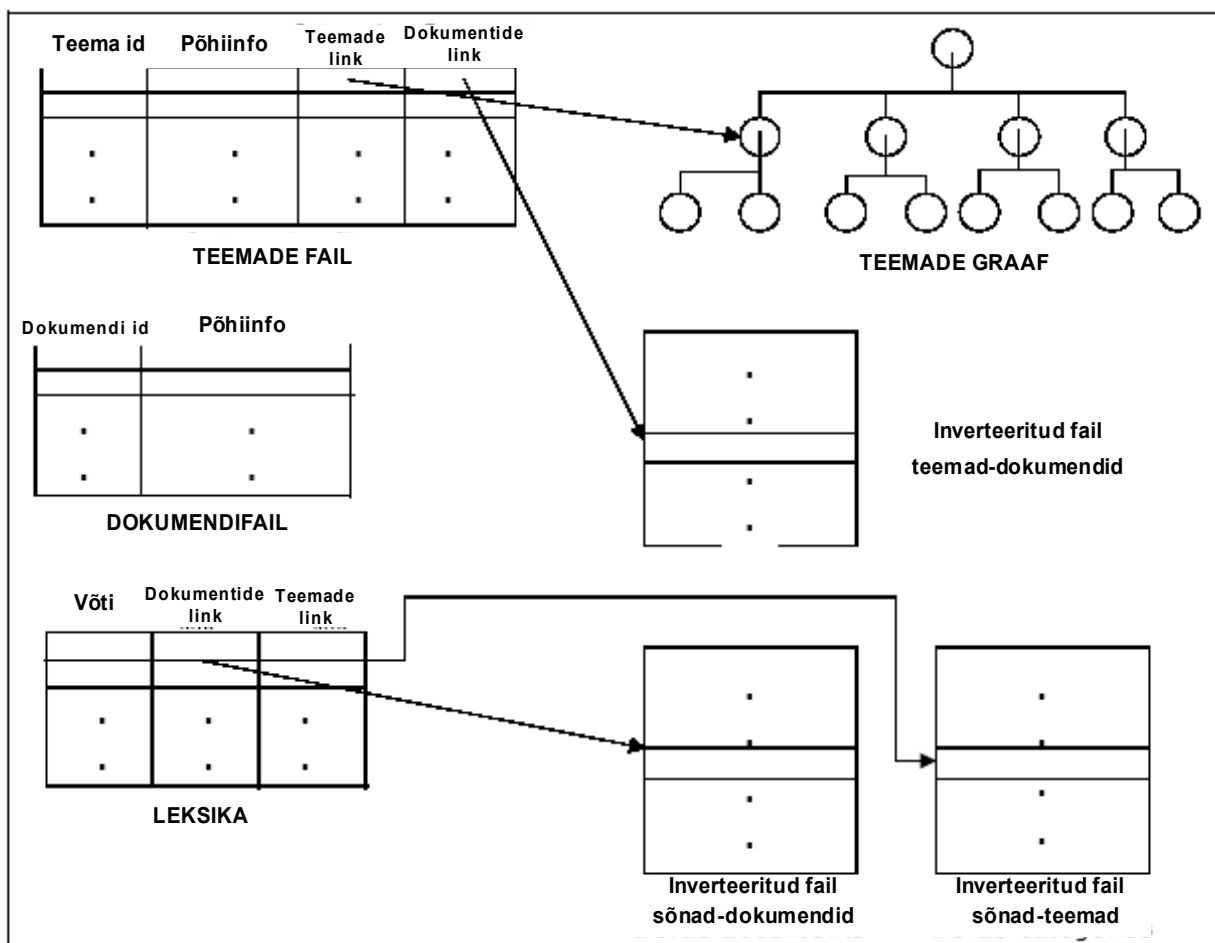 Teema id
Põhiinfo
Teemade
link
Dokumentide
link
TEEMADE FAIL
TEEMADE GRAAF
Dokumendi id
Põhiinfo
DOKUMENDIFAIL
Inverteeritud fail
teemad-dokumendid
Võti
Dokumentide
link
Teemade
link
LEKSIKA
Inverteeritud fail
sõnad-dokumendid
Inverteeritud fail
sõnad-teemad